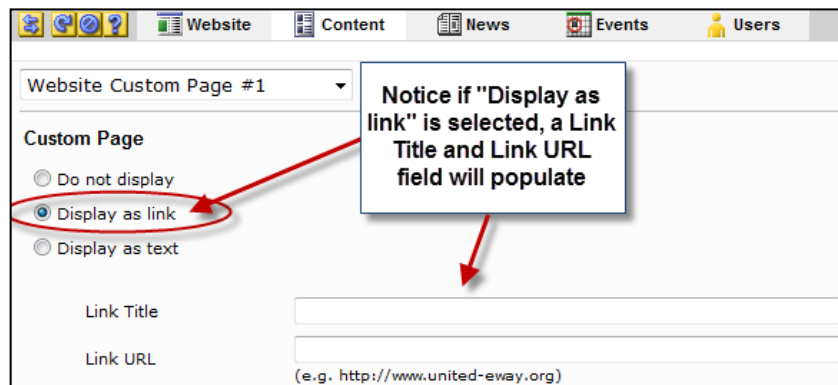 Website Content News Events Users
Website Custom Page #1
Notice if "Display as
link" is selected, a Link
Title and Link URL
field will populate
Custom Page
Do not display
Display as link
Display as text
Link Title
Link URL
(e.g. http://www.united-eway.org)